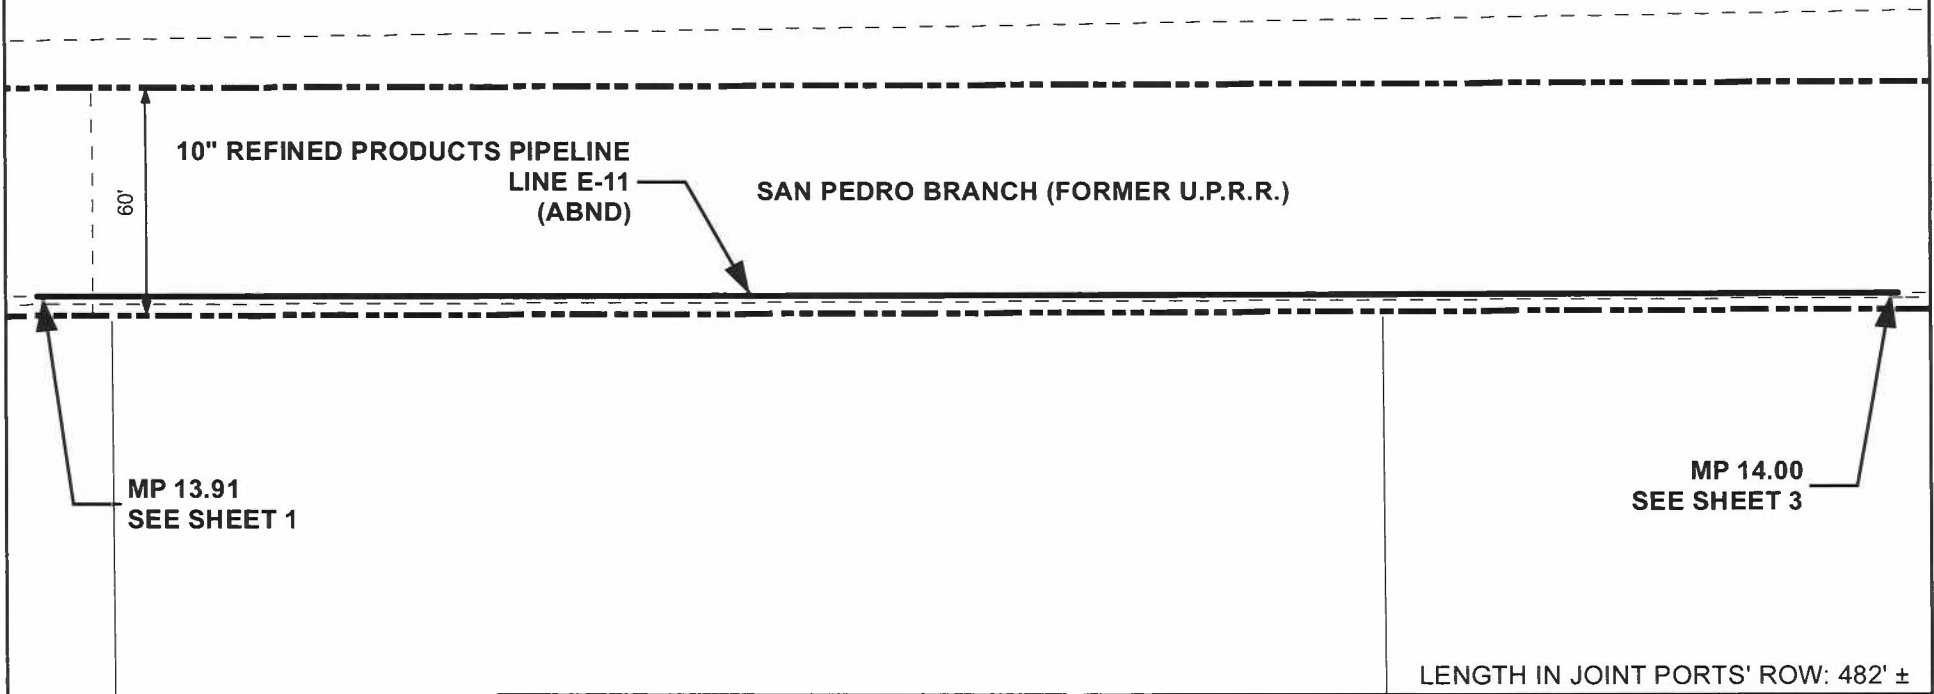 10" REFINED PRODUCTS PIPELINE
LINE E-11
(ABND)
SAN PEDRO BRANCH (FORMER U.P.R.R.)
60'
MP 13.91
SEE SHEET 1
MP 14.00
SEE SHEET 3
LENGTH IN JOINT PORTS' ROW: 482' ±